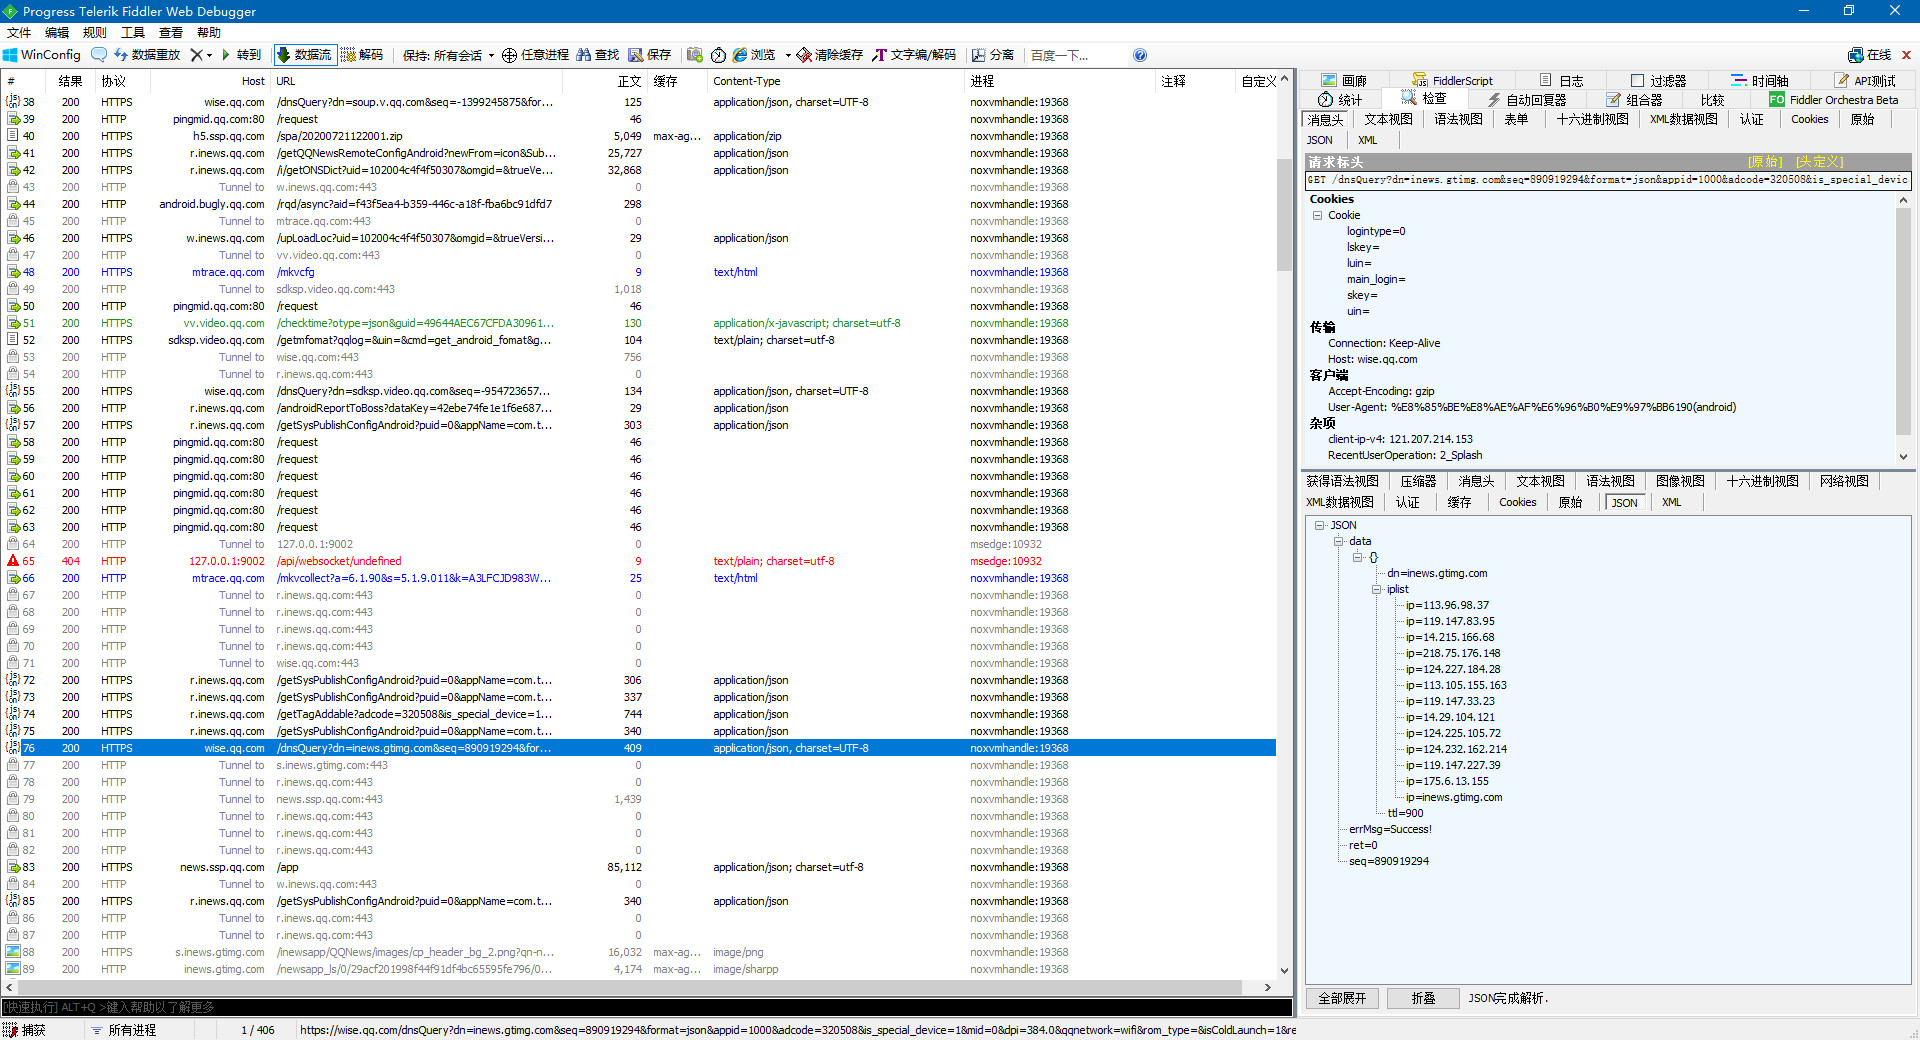 Progress Telerik Fiddler Web Debugger
文件 编辑 规则 工具 查看 帮助
WinConfig 数据重放 转到 数据流 解码 保持: 所有会话 任意进程 查找 保存 浏览 清除缓存 文字编/解码 分离 百度一下... 在线
# 结果 协议 Host URL 正文 缓存 Content-Type 进程 注释 自定义
38 200 HTTPS wise.qq.com /dnsQuery?dn=soup.v.qq.com&seq=-1399245875&for... 125 application/json, charset=UTF-8 noxvmhandle:19368
39 200 HTTP pingmid.qq.com:80 /request 46 noxvmhandle:19368
40 200 HTTPS h5.ssp.qq.com /spa/20200721122001.zip 5,049 max-ag... application/zip noxvmhandle:19368
41 200 HTTPS r.inews.qq.com /getQQNewsRemoteConfigAndroid?newFrom=icon&Sub... 25,727 application/json noxvmhandle:19368
42 200 HTTPS r.inews.qq.com /i/getONSDict?uid=102004c4f4f50307&omgid=&trueVe... 32,868 application/json noxvmhandle:19368
43 200 HTTP Tunnel to w.inews.qq.com:443 0 noxvmhandle:19368
44 200 HTTP android.bugly.qq.com /rqd/async?aid=f43f5ea4-b359-446c-a18f-fba6bc91dfd7 298 noxvmhandle:19368
45 200 HTTP Tunnel to mtrace.qq.com:443 0 noxvmhandle:19368
46 200 HTTPS w.inews.qq.com /upLoadLoc?uid=102004c4f4f50307&omgid=&trueVersi... 29 application/json noxvmhandle:19368
47 200 HTTP Tunnel to vv.video.qq.com:443 0 noxvmhandle:19368
48 200 HTTPS mtrace.qq.com /mkvcfg 9 text/html noxvmhandle:19368
49 200 HTTP Tunnel to sdksp.video.qq.com:443 1,018 noxvmhandle:19368
50 200 HTTP pingmid.qq.com:80 /request 46 noxvmhandle:19368
51 200 HTTPS vv.video.qq.com /checktime?otype=json&guid=49644AEC67CFDA30961... 130 application/x-javascript; charset=utf-8 noxvmhandle:19368
52 200 HTTPS sdksp.video.qq.com /getmfomat?qqlog=&uin=&cmd=get_android_fomat&g... 104 text/plain; charset=utf-8 noxvmhandle:19368
53 200 HTTP Tunnel to wise.qq.com:443 756 noxvmhandle:19368
54 200 HTTP Tunnel to r.inews.qq.com:443 0 noxvmhandle:19368
55 200 HTTPS wise.qq.com /dnsQuery?dn=sdksp.video.qq.com&seq=-954723657... 134 application/json, charset=UTF-8 noxvmhandle:19368
56 200 HTTP r.inews.qq.com /androidReportToBoss?dataKey=42ebe74fe1e1f6e687... 29 application/json noxvmhandle:19368
57 200 HTTPS r.inews.qq.com /getSysPublishConfigAndroid?puid=0&appName=com.t... 303 application/json noxvmhandle:19368
58 200 HTTP pingmid.qq.com:80 /request 46 noxvmhandle:19368
59 200 HTTP pingmid.qq.com:80 /request 46 noxvmhandle:19368
60 200 HTTP pingmid.qq.com:80 /request 46 noxvmhandle:19368
61 200 HTTP pingmid.qq.com:80 /request 46 noxvmhandle:19368
62 200 HTTP pingmid.qq.com:80 /request 46 noxvmhandle:19368
63 200 HTTP pingmid.qq.com:80 /request 46 noxvmhandle:19368
64 200 HTTP Tunnel to 127.0.0.1:9002 0 msedge:10932
65 404 HTTP 127.0.0.1:9002 /api/websocket/undefined 9 text/plain; charset=utf-8 msedge:10932
66 200 HTTP mtrace.qq.com /mkvcollect?a=6.1.90&s=5.1.9.011&k=A3LFCJD983W... 25 text/html noxvmhandle:19368
67 200 HTTP Tunnel to r.inews.qq.com:443 0 noxvmhandle:19368
68 200 HTTP Tunnel to r.inews.qq.com:443 0 noxvmhandle:19368
69 200 HTTP Tunnel to r.inews.qq.com:443 0 noxvmhandle:19368
70 200 HTTP Tunnel to r.inews.qq.com:443 0 noxvmhandle:19368
71 200 HTTP Tunnel to wise.qq.com:443 0 noxvmhandle:19368
72 200 HTTPS r.inews.qq.com /getSysPublishConfigAndroid?puid=0&appName=com.t... 306 application/json noxvmhandle:19368
73 200 HTTPS r.inews.qq.com /getSysPublishConfigAndroid?puid=0&appName=com.t... 337 application/json noxvmhandle:19368
74 200 HTTPS r.inews.qq.com /getTagAddable?adcode=320508&is_special_device=1... 744 application/json noxvmhandle:19368
75 200 HTTPS r.inews.qq.com /getSysPublishConfigAndroid?puid=0&appName=com.t... 340 application/json noxvmhandle:19368
76 200 HTTPS wise.qq.com /dnsQuery?dn=inews.gtimg.com&seq=890919294&for... 409 application/json, charset=UTF-8 noxvmhandle:19368
77 200 HTTP Tunnel to s.inews.gtimg.com:443 0 noxvmhandle:19368
78 200 HTTP Tunnel to r.inews.qq.com:443 0 noxvmhandle:19368
79 200 HTTP Tunnel to news.ssp.qq.com:443 1,439 noxvmhandle:19368
80 200 HTTP Tunnel to r.inews.qq.com:443 0 noxvmhandle:19368
81 200 HTTP Tunnel to r.inews.qq.com:443 0 noxvmhandle:19368
82 200 HTTP Tunnel to r.inews.qq.com:443 0 noxvmhandle:19368
83 200 HTTPS news.ssp.qq.com /app 85,112 application/json; charset=utf-8 noxvmhandle:19368
84 200 HTTP Tunnel to w.inews.qq.com:443 0 noxvmhandle:19368
85 200 HTTPS r.inews.qq.com /getSysPublishConfigAndroid?puid=0&appName=com.t... 340 application/json noxvmhandle:19368
86 200 HTTP Tunnel to r.inews.qq.com:443 0 noxvmhandle:19368
87 200 HTTP Tunnel to r.inews.qq.com:443 0 noxvmhandle:19368
88 200 HTTPS s.inews.gtimg.com /inewsapp/QQNews/images/cp_header_bg_2.png?qn-n... 16,032 max-ag... image/png noxvmhandle:19368
89 200 HTTP inews.gtimg.com /newsapp_ls/0/29acf201998f44f91df4bc65595fe796/0... 4,174 max-ag... image/sharpp noxvmhandle:19368
[快速执行] ALT+Q >键入帮助以了解更多
捕获 所有进程 1 / 406 https://wise.qq.com/dnsQuery?dn=inews.gtimg.com&seq=890919294&format=json&appid=1000&adcode=320508&is_special_device=1&mid=0&dpi=384.0&qqnetwork=wifi&rom_type=&isColdLaunch=1&re
画廊 FiddlerScript 日志 过滤器 时间轴 API测试
统计 检查 自动回复器 组合器 比较 FO Fiddler Orchestra Beta
消息头 文本视图 语法视图 表单 十六进制视图 XML数据视图 认证 Cookies 原始
JSON XML
请求标头 [原始] [头定义]
GET /dnsQuery?dn=inews.gtimg.com&seq=890919294&format=json&appid=1000&adcode=320508&is_special_devic
Cookies
Cookie
logintype=0
lskey=
luin=
main_login=
skey=
uin=
传输
Connection: Keep-Alive
Host: wise.qq.com
客户端
Accept-Encoding: gzip
User-Agent: %E8%85%BE%E8%AE%AF%E6%96%B0%E9%97%BB6190(android)
杂项
client-ip-v4: 121.207.214.153
RecentUserOperation: 2_Splash
获得语法视图 压缩器 消息头 文本视图 语法视图 图像视图 十六进制视图 网络视图
XML数据视图 认证 缓存 Cookies 原始 JSON XML
JSON
data
{}
dn=inews.gtimg.com
iplist
ip=113.96.98.37
ip=119.147.83.95
ip=14.215.166.68
ip=218.75.176.148
ip=124.227.184.28
ip=113.105.155.163
ip=119.147.33.23
ip=14.29.104.121
ip=124.225.105.72
ip=124.232.162.214
ip=119.147.227.39
ip=175.6.13.155
ip=inews.gtimg.com
ttl=900
errMsg=Success!
ret=0
seq=890919294
全部展开 折叠 JSON完成解析.